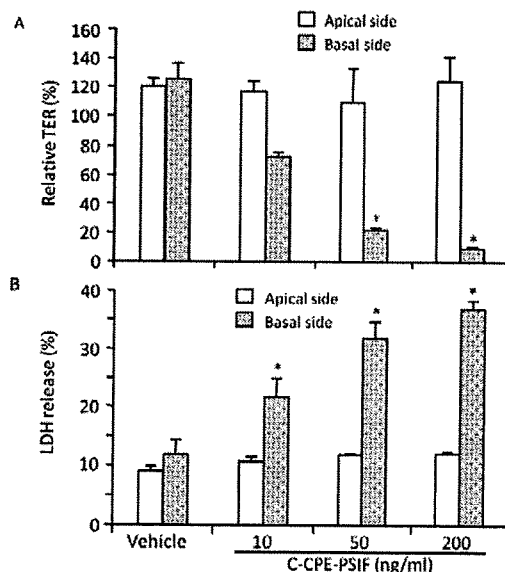 A
Relative TER (%)
160
140
120
100
80
60
40
20
0
Apical side
Basal side
*
*
B
LDH release (%)
40
30
20
10
0
Apical side
Basal side
*
*
*
Vehicle
10
50
200
C-CPE-PSIF (ng/ml)